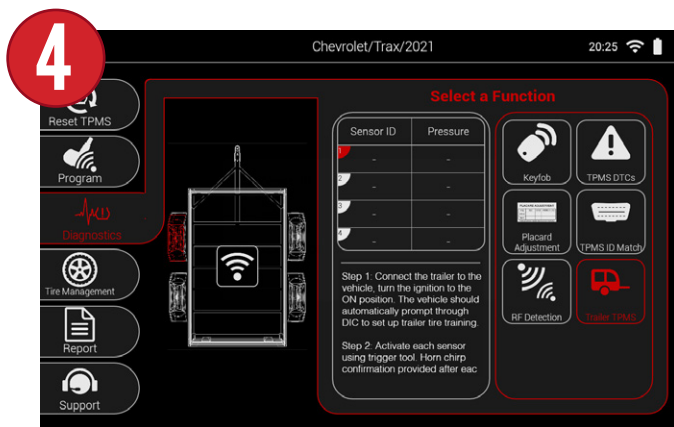 4
Chevrolet/Trax/2021
20:25
Reset TPMS
Program
Diagnostics
Tire Management
Report
Support
Select a Function
Sensor ID Pressure
1 - -
2 - -
3 - -
4 - -
Step 1: Connect the trailer to the
vehicle, turn the ignition to the
ON position. The vehicle should
automatically prompt through
DIC to set up trailer tire training.
Step 2: Activate each sensor
using trigger tool. Horn chirp
confirmation provided after eac
Keyfob
TPMS DTCs
PLACARD ADJUSTMENT
Placard
Adjustment
TPMS ID Match
RF Detection
Trailer TPMS